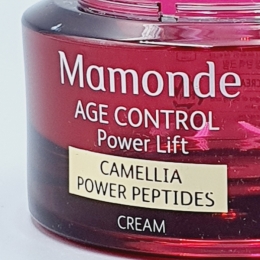 Mamonde
AGE CONTROL
Power Lift
CAMELLIA
POWER PEPTIDES
CREAM